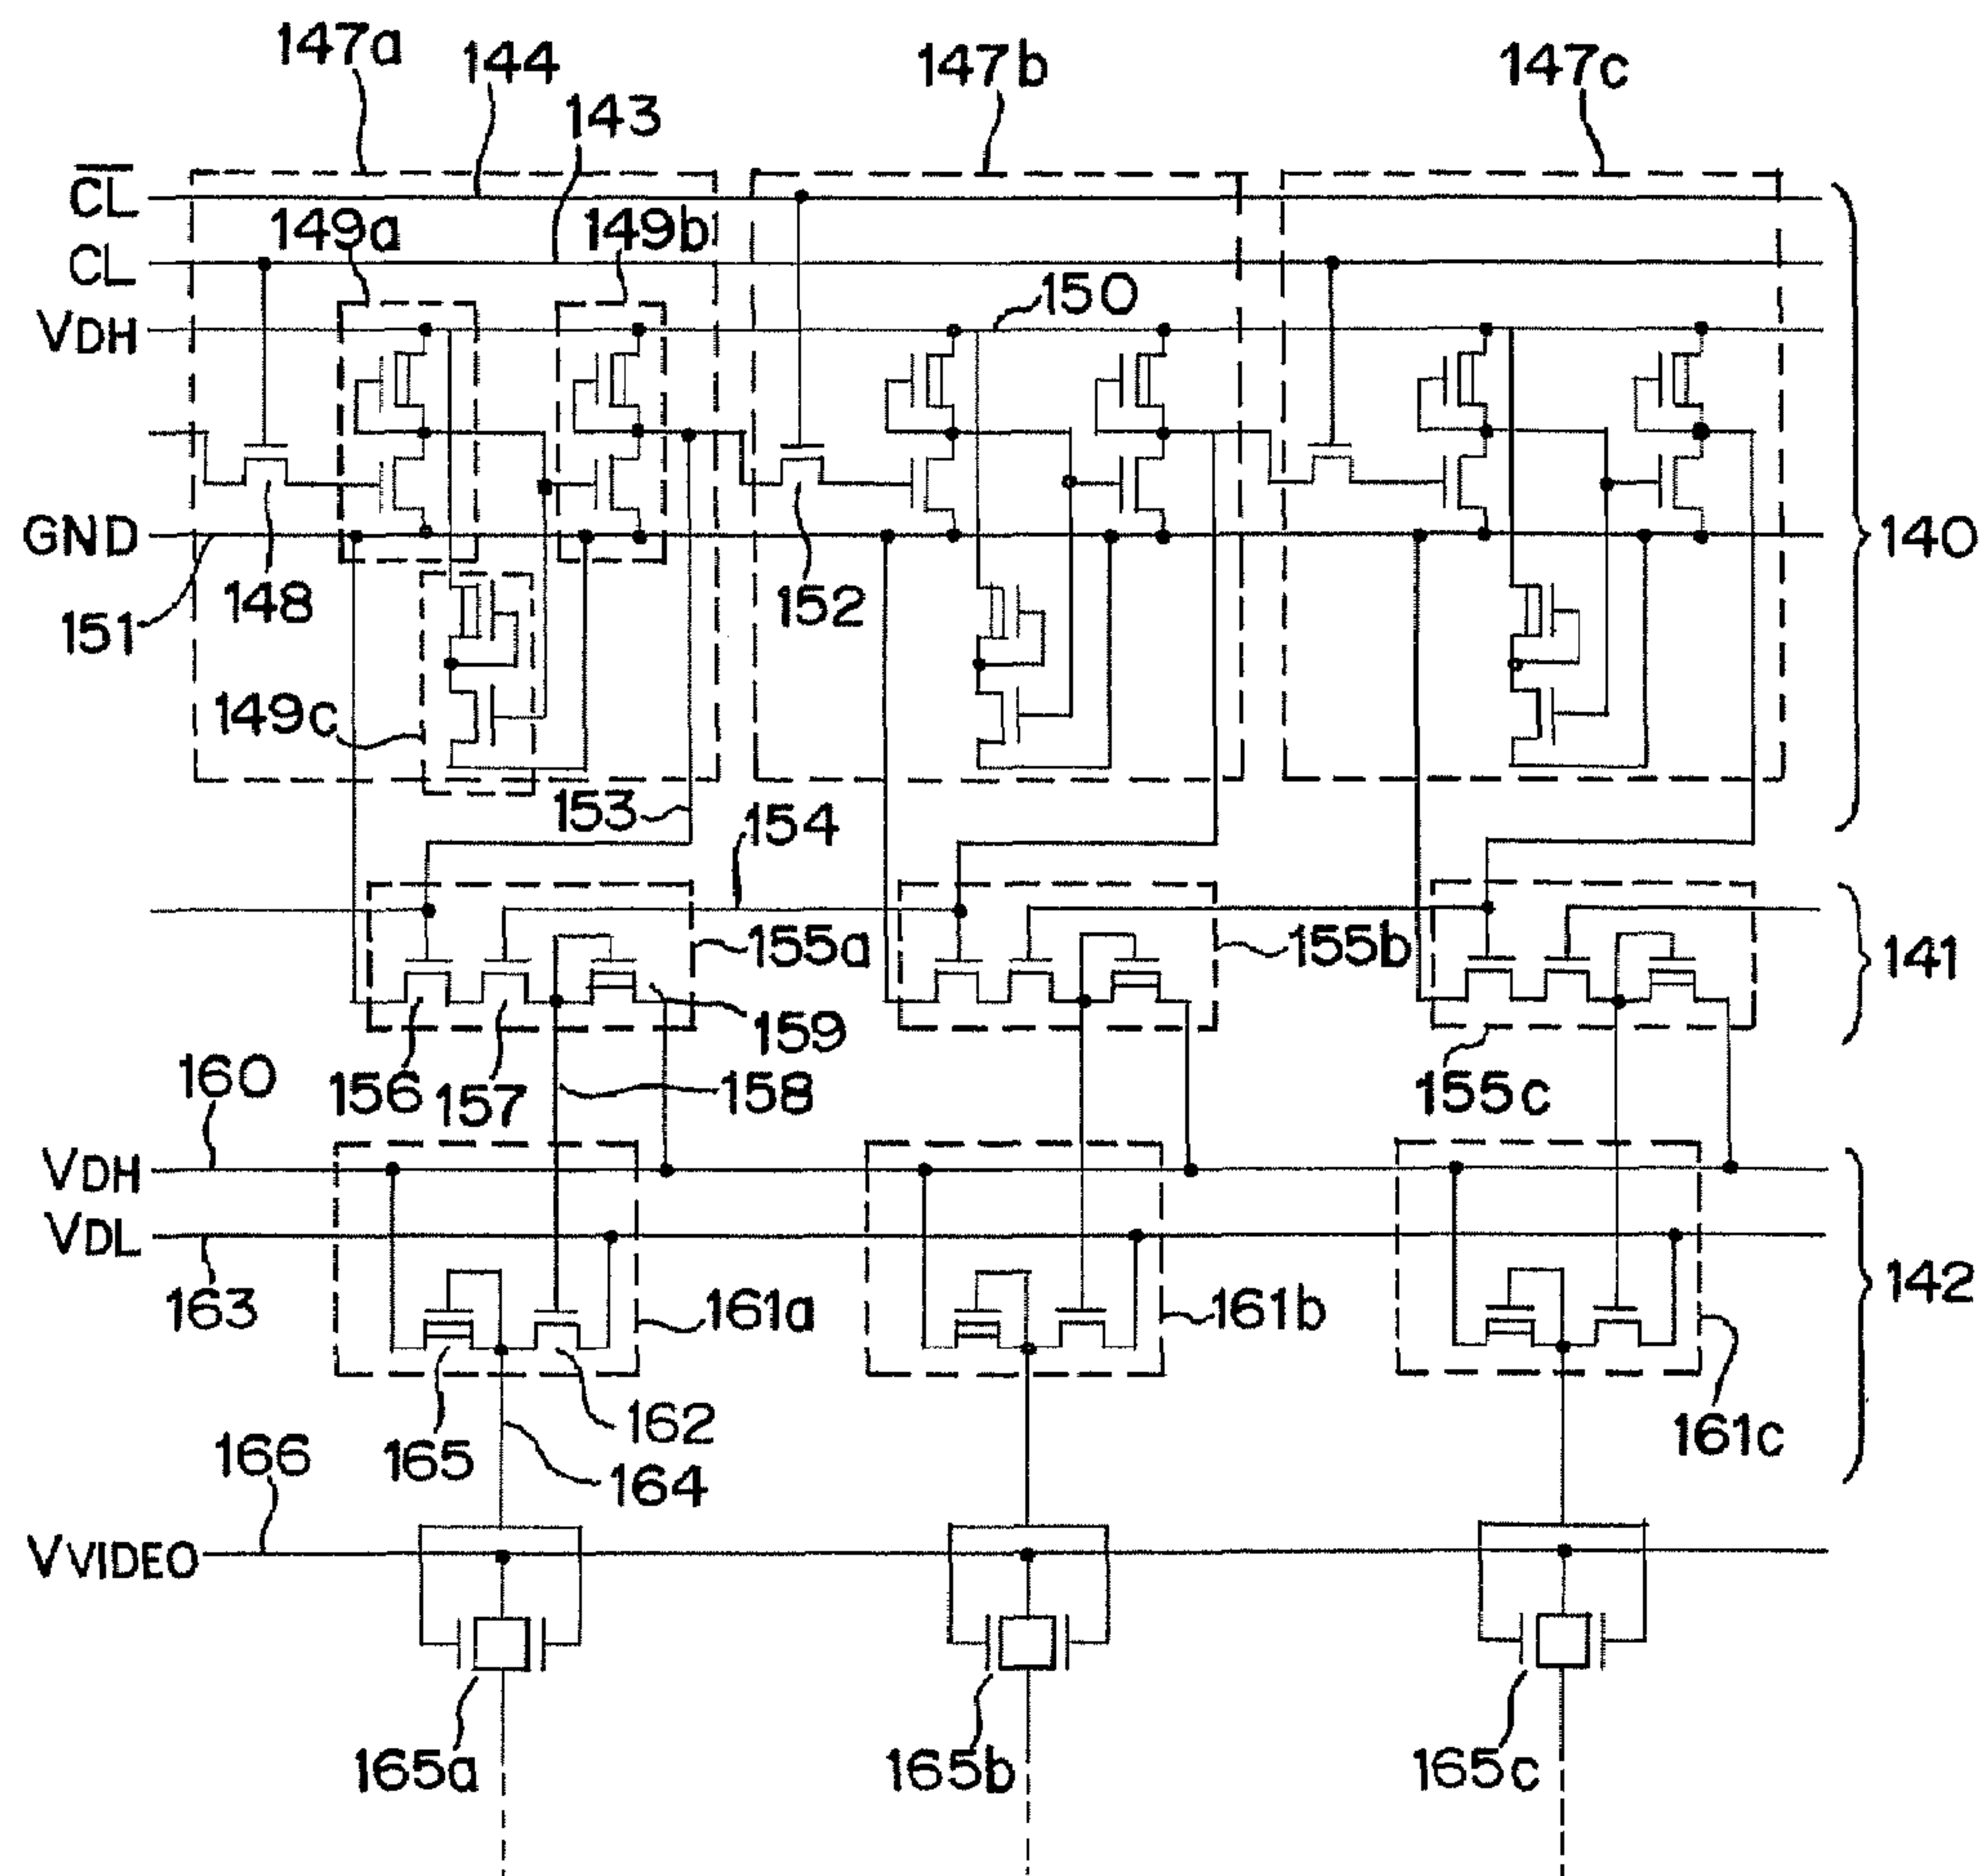 147a
144
147b
147c
143
C̅L̅
149a
149b
CL
150
VDH
GND
140
148
152
151
149c
153
154
155a
155b
141
159
160
156
157
158
155c
VDH
VDL
163
161a
161b
142
162
161c
166
165
164
VVIDEO
165a
165b
165c